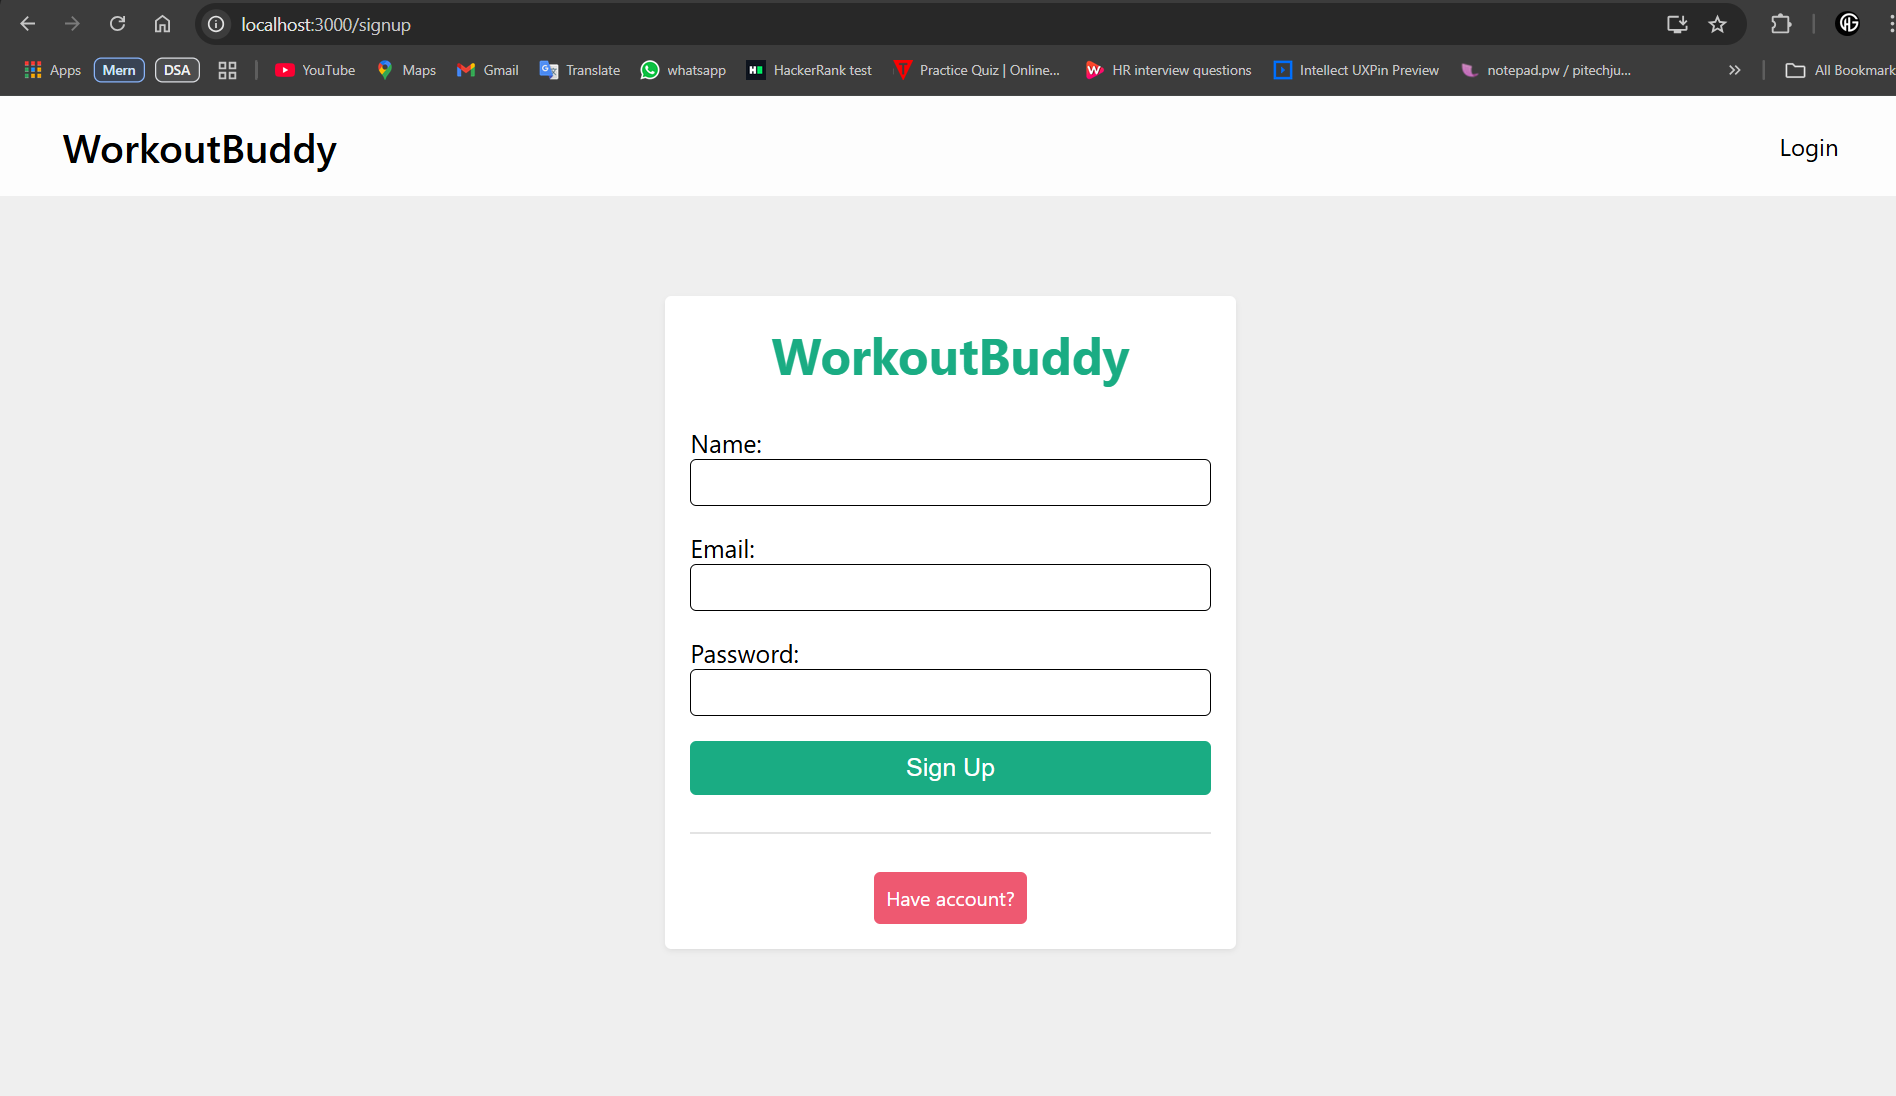 localhost:3000/signup
Apps Mern DSA YouTube Maps Gmail Translate whatsapp HackerRank test Practice Quiz | Online... HR interview questions Intellect UXPin Preview notepad.pw / pitechju... » All Bookmark
WorkoutBuddy Login
WorkoutBuddy
Name:
Email:
Password:
Sign Up
Have account?